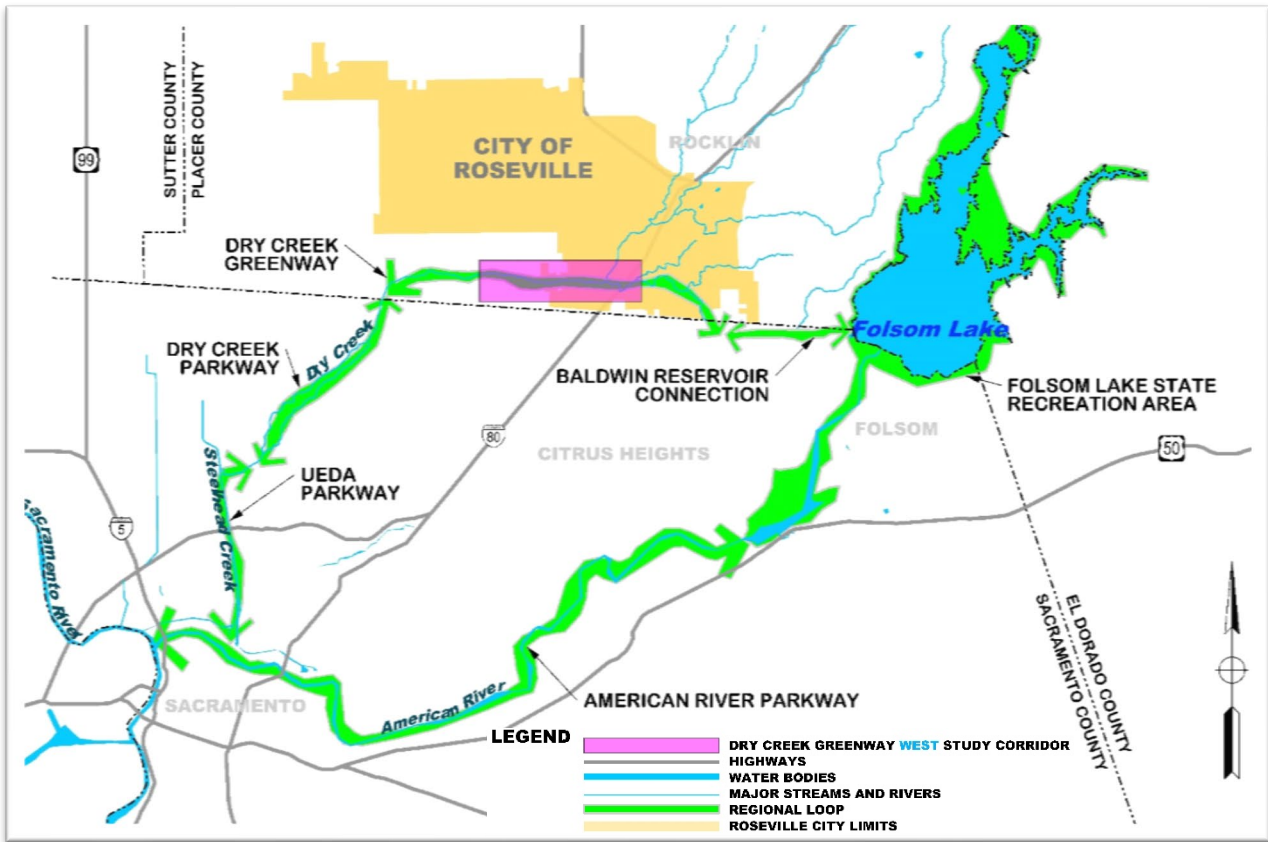 SUTTER COUNTY
PLACER COUNTY
99
CITY OF
ROSEVILLE
ROCKLIN
DRY CREEK
GREENWAY
DRY CREEK
PARKWAY
Dry Creek
Folsom Lake
BALDWIN RESERVOIR
CONNECTION
FOLSOM LAKE STATE
RECREATION AREA
80
CITRUS HEIGHTS
FOLSOM
50
UEDA
PARKWAY
Steelhead Creek
5
Sacramento River
SACRAMENTO
American River
AMERICAN RIVER PARKWAY
EL DORADO COUNTY
SACRAMENTO COUNTY
LEGEND
DRY CREEK GREENWAY WEST STUDY CORRIDOR
HIGHWAYS
WATER BODIES
MAJOR STREAMS AND RIVERS
REGIONAL LOOP
ROSEVILLE CITY LIMITS